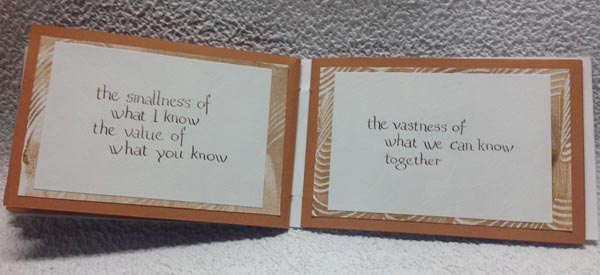 the smallness of
what I know
the value of
what you know
the vastness of
what we can know
together